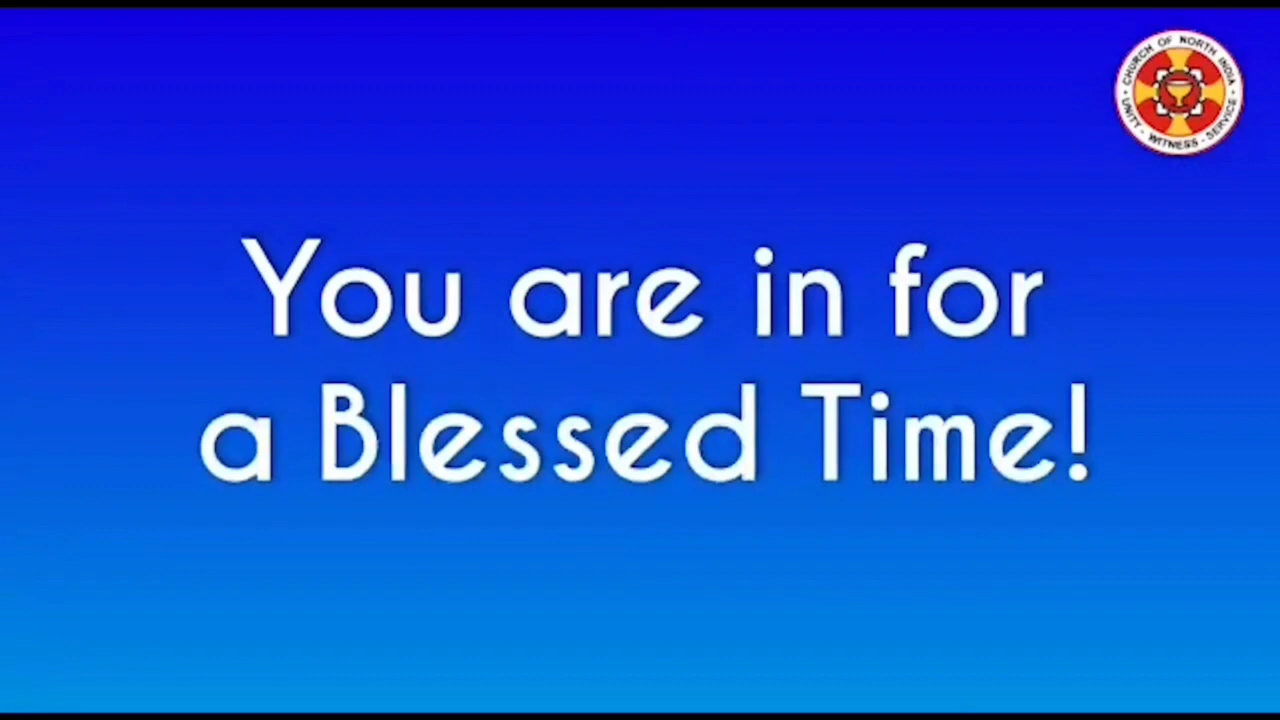 CHURCH OF NORTH INDIA
UNITY - WITNESS - SERVICE
You are in for
a Blessed Time!